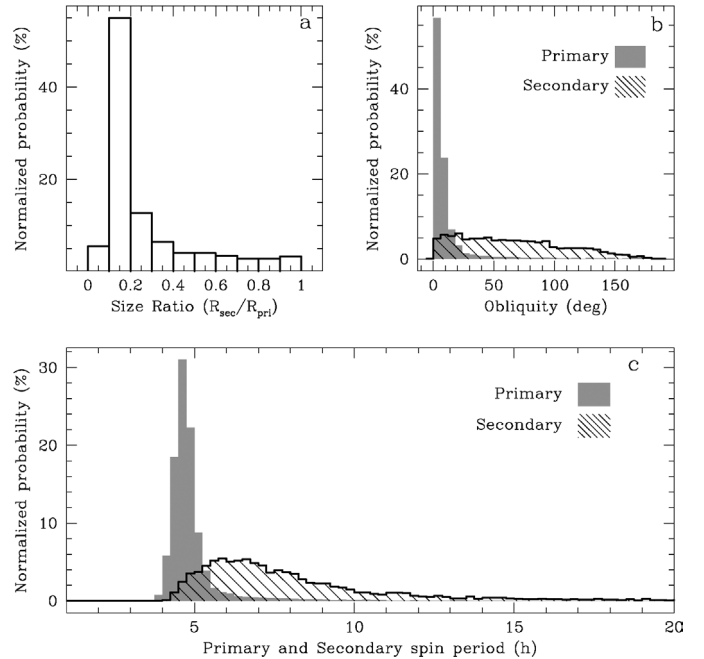 a
Normalized probability (%)
40
20
0
0.2
0.4
0.6
0.8
1
Size Ratio (Rsec/Rpri)
b
Primary
Secondary
Normalized probability (%)
40
20
0
0
50
100
150
Obliquity (deg)
c
Primary
Secondary
Normalized probability (%)
30
20
10
0
5
10
15
20
Primary and Secondary spin period (h)